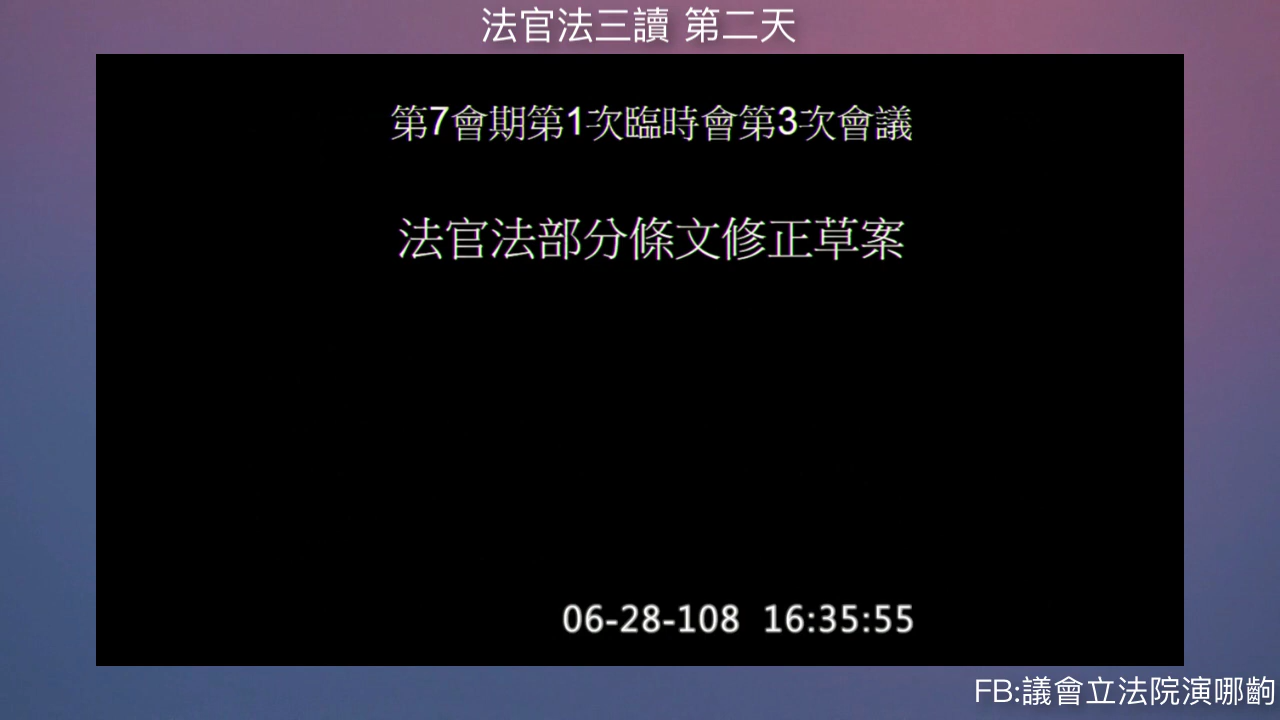 法官法三讀 第二天
第7會期第1次臨時會第3次會議
法官法部分條文修正草案
06-28-108 16:35:55
FB:議會立法院演哪齣